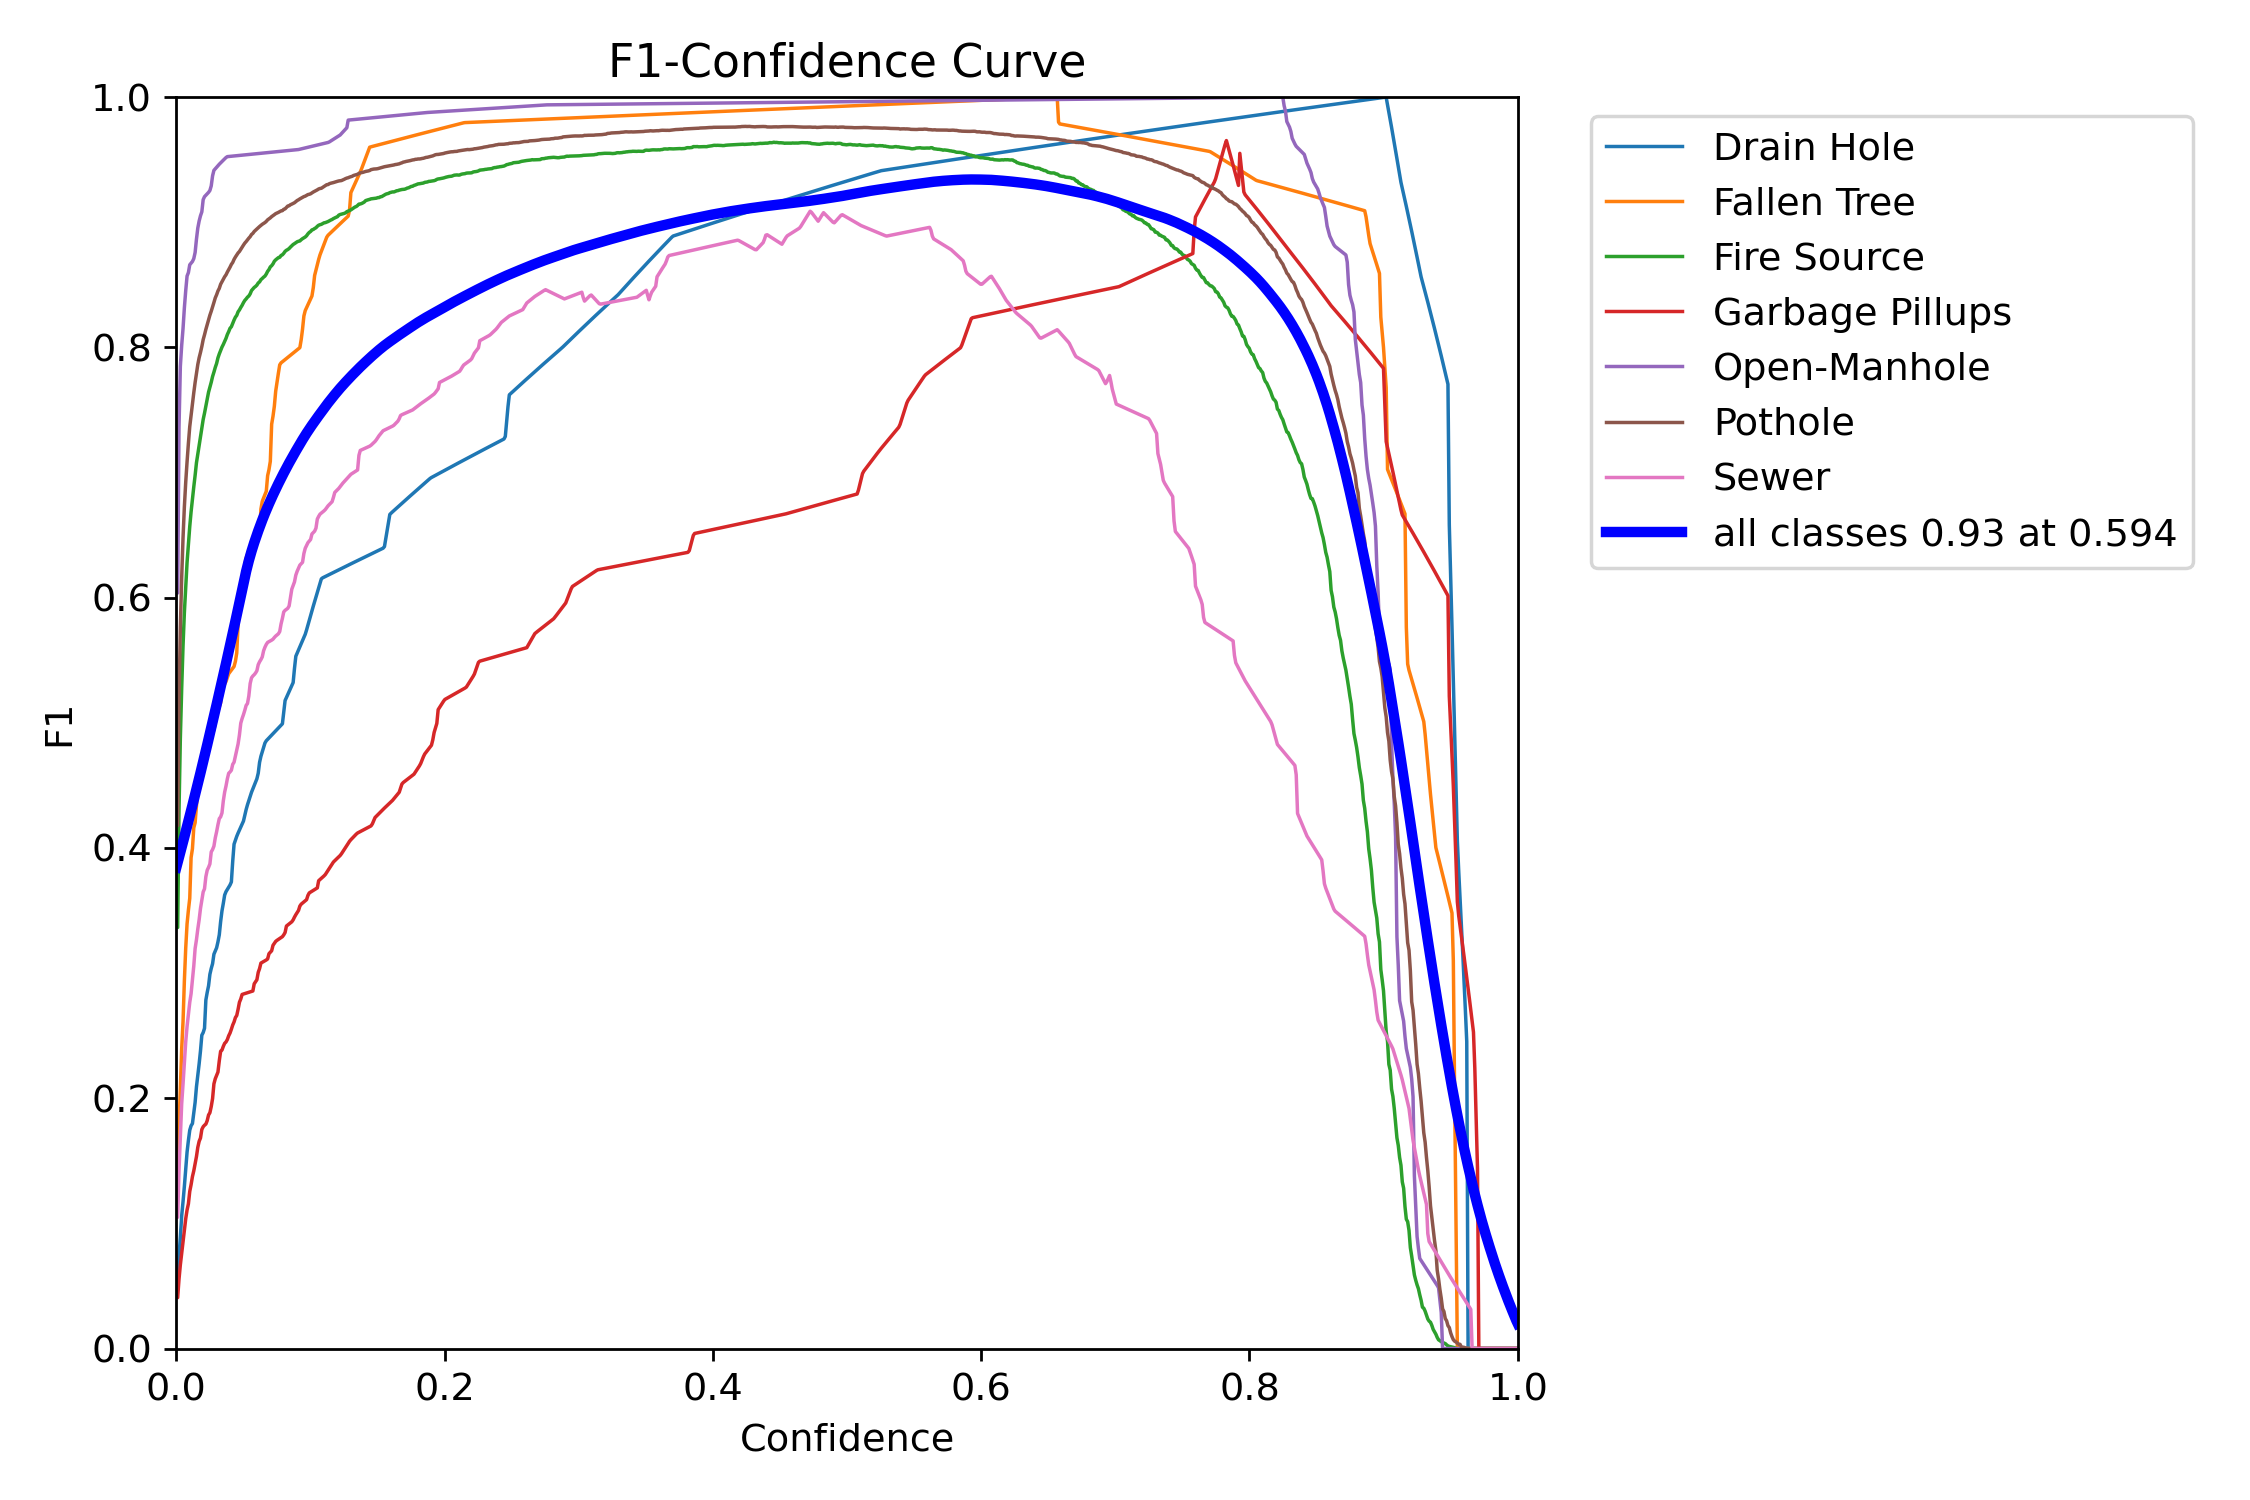 F1-Confidence Curve
1.0
0.8
0.6
0.4
0.2
0.0
F1
0.0 0.2 0.4 0.6 0.8 1.0
Confidence
Drain Hole
Fallen Tree
Fire Source
Garbage Pillups
Open-Manhole
Pothole
Sewer
all classes 0.93 at 0.594